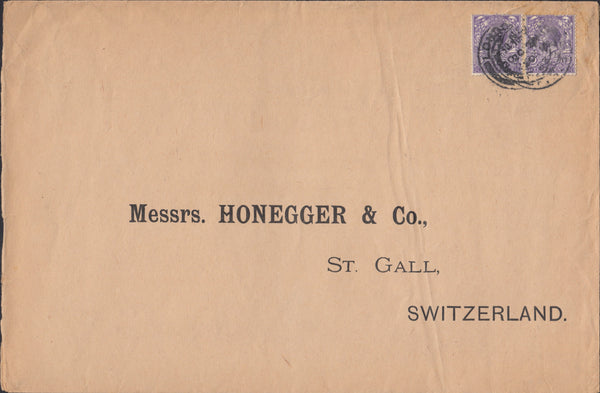 Messrs. HONEGGER & Co.,
ST. GALL,
SWITZERLAND.